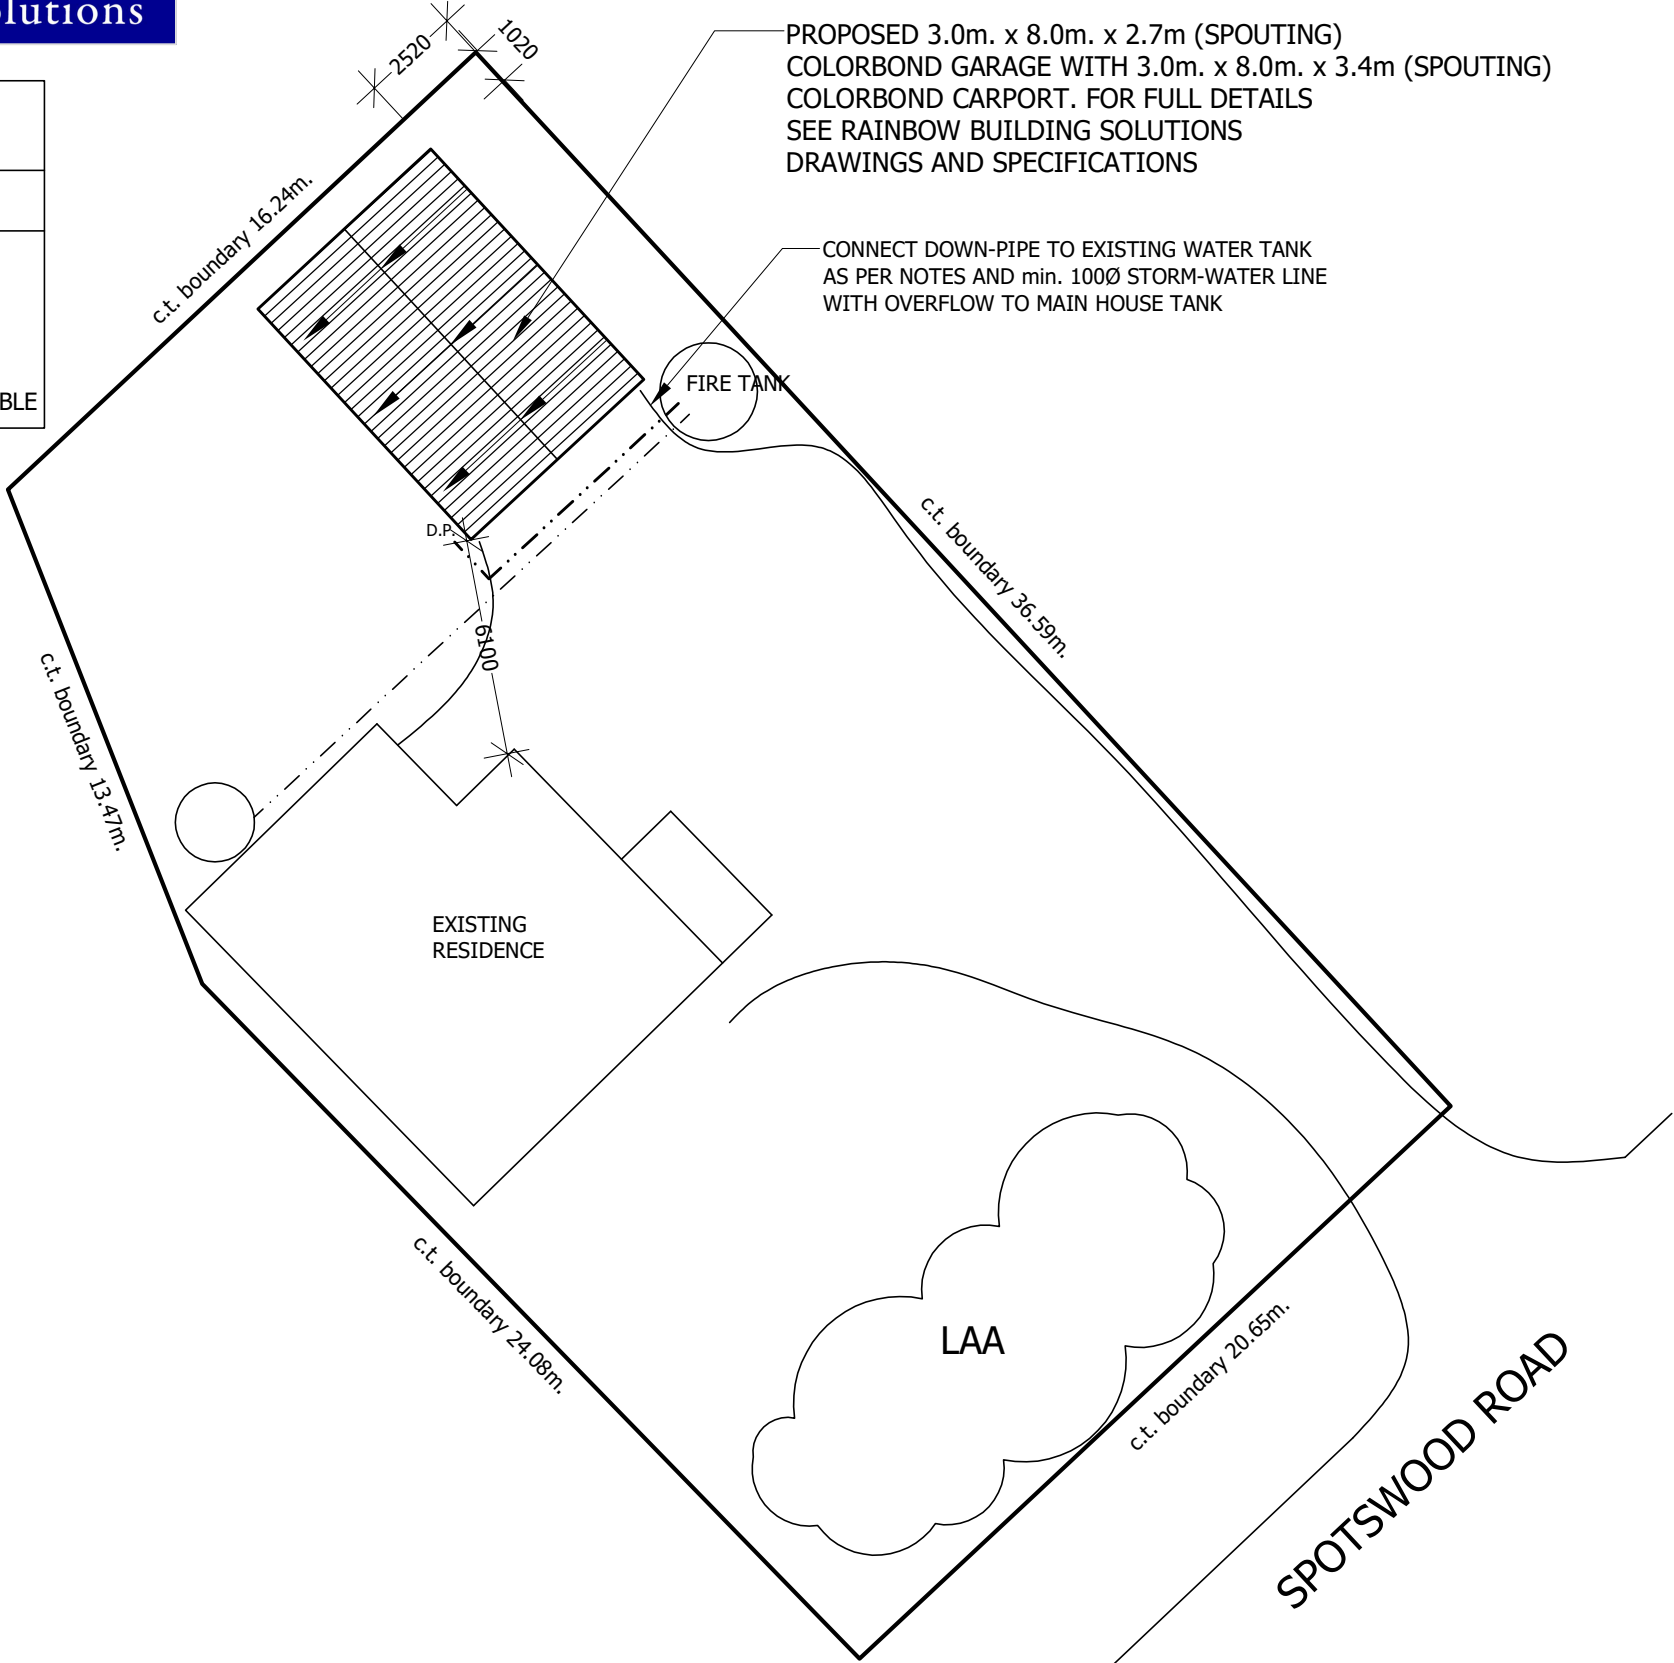 2520
1020
PROPOSED 3.0m. x 8.0m. x 2.7m (SPOUTING)
COLORBOND GARAGE WITH 3.0m. x 8.0m. x 3.4m (SPOUTING)
COLORBOND CARPORT. FOR FULL DETAILS
SEE RAINBOW BUILDING SOLUTIONS
DRAWINGS AND SPECIFICATIONS
c.t. boundary 16.24m.
CONNECT DOWN-PIPE TO EXISTING WATER TANK
AS PER NOTES AND min. 100Ø STORM-WATER LINE
WITH OVERFLOW TO MAIN HOUSE TANK
FIRE TANK
D.P.
c.t. boundary 36.59m.
6100
c.t. boundary 13.47m.
EXISTING
RESIDENCE
c.t. boundary 24.08m.
LAA
c.t. boundary 20.65m.
SPOTSWOOD ROAD